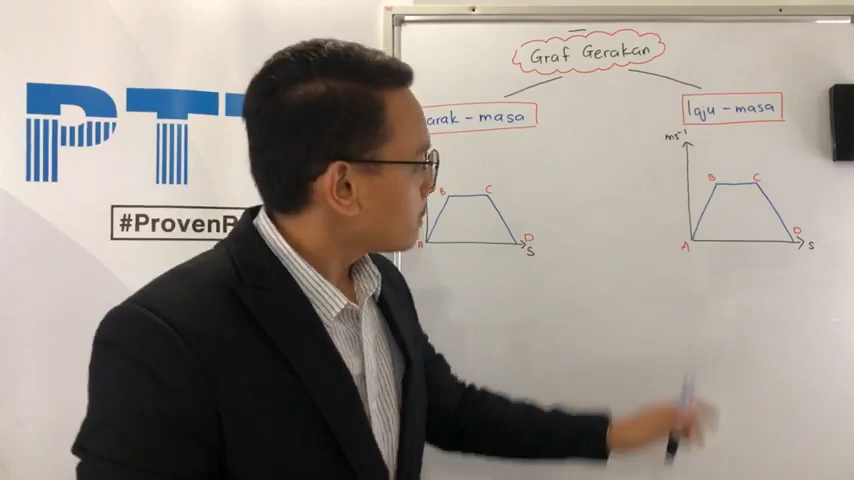 Graf Gerakan
arak - masa
laju - masa
ms⁻¹
B C
A D
S
B C
A D
S
PT
#ProvenR